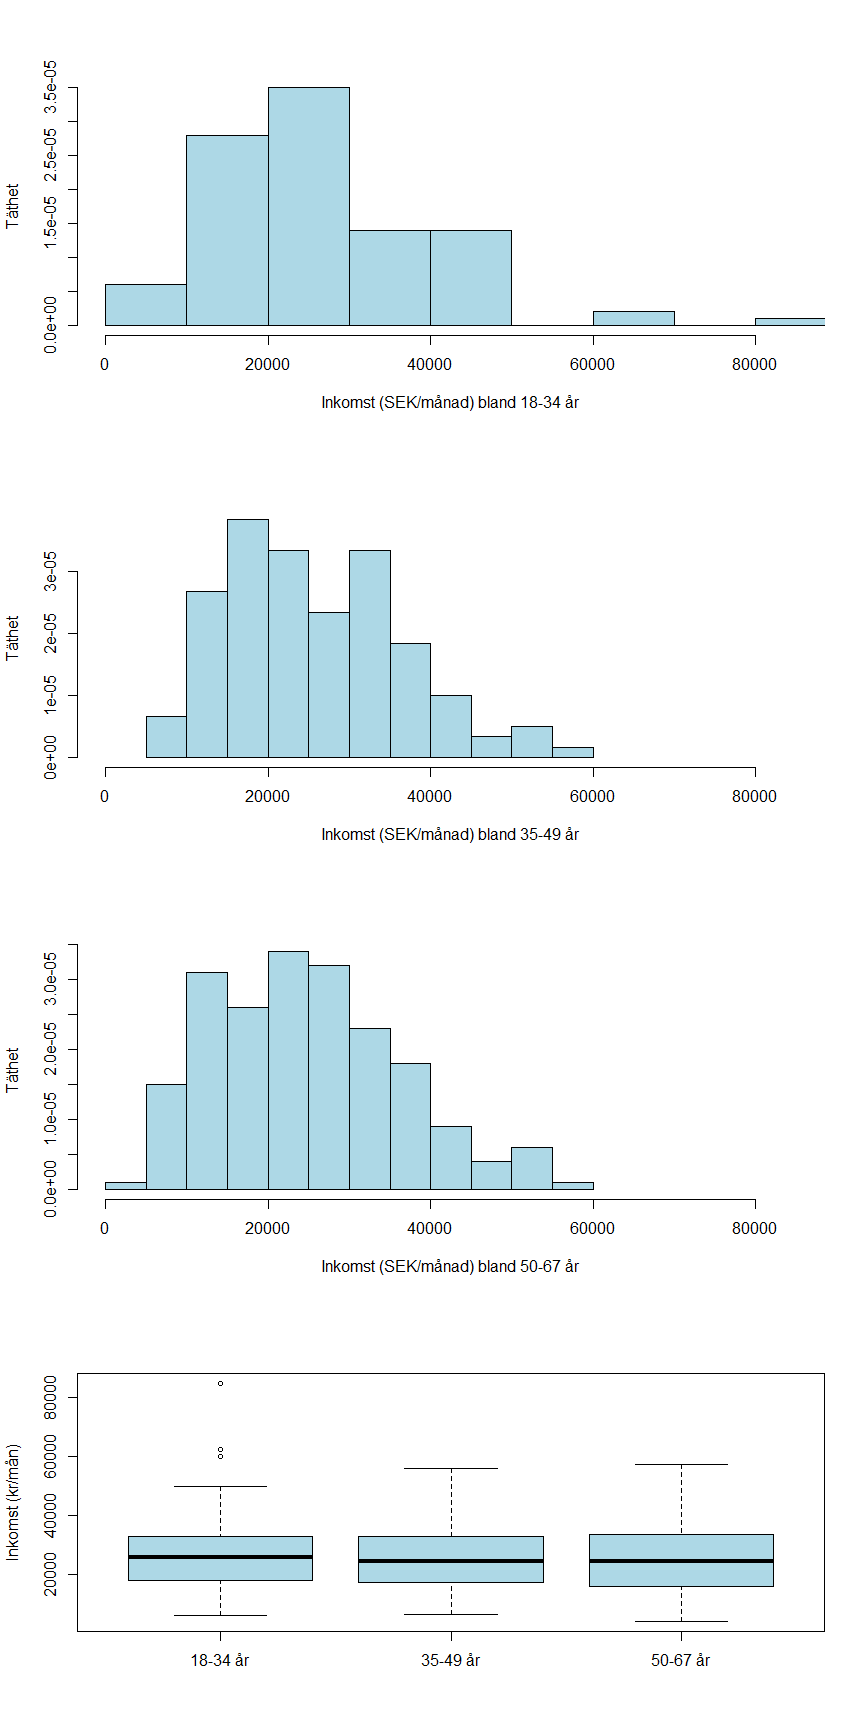 Täthet
3.5e-05
2.5e-05
1.5e-05
0.0e+00
0 20000 40000 60000 80000
Inkomst (SEK/månad) bland 18-34 år
Täthet
3e-05
2e-05
1e-05
0e+00
0 20000 40000 60000 80000
Inkomst (SEK/månad) bland 35-49 år
Täthet
3.0e-05
2.0e-05
1.0e-05
0.0e+00
0 20000 40000 60000 80000
Inkomst (SEK/månad) bland 50-67 år
Inkomst (kr/mån)
80000
60000
40000
20000
18-34 år 35-49 år 50-67 år